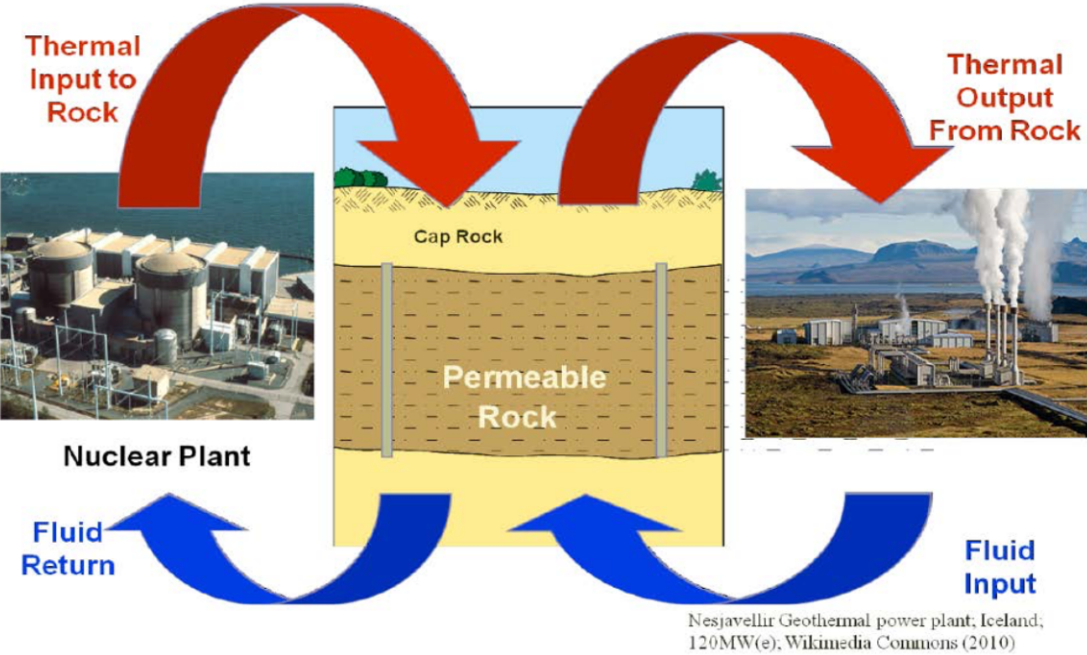 Thermal
Input to
Rock
Thermal
Output
From Rock
Cap Rock
Permeable
Rock
Nuclear Plant
Fluid
Return
Fluid
Input
Nesjavellir Geothermal power plant; Iceland;
120MW(e); Wikimedia Commons (2010)